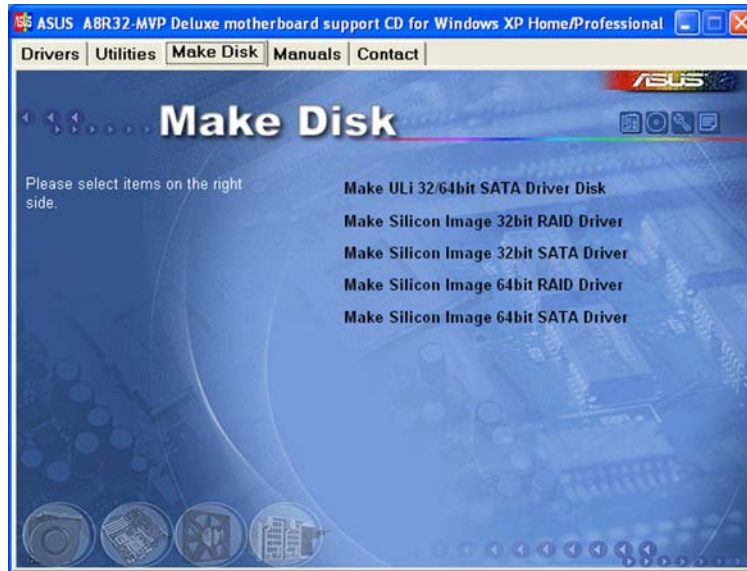 ASUS A8R32-MVP Deluxe motherboard support CD for Windows XP Home/Professional
Drivers Utilities Make Disk Manuals Contact
ASUS
Make Disk
Please select items on the right
side.
Make ULi 32/64bit SATA Driver Disk
Make Silicon Image 32bit RAID Driver
Make Silicon Image 32bit SATA Driver
Make Silicon Image 64bit RAID Driver
Make Silicon Image 64bit SATA Driver